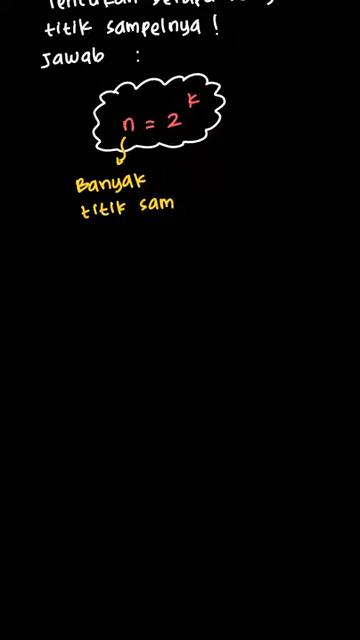 titik sampelnya !
Jawab :
n = 2^k
Banyak
titik sam